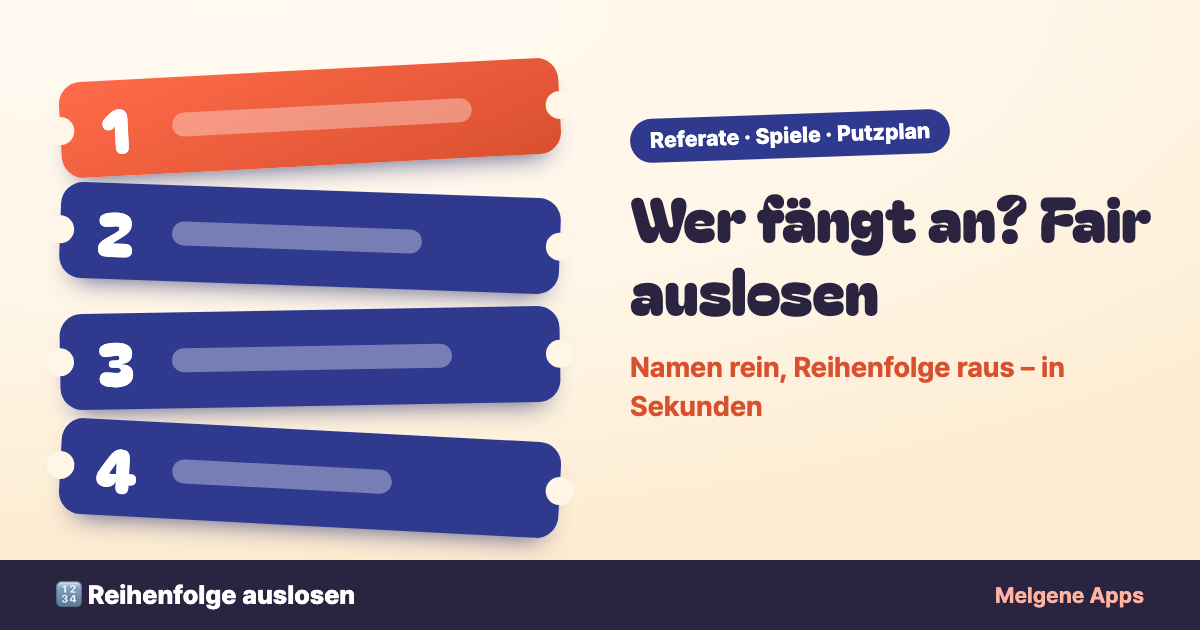 1
2
3
4
Referate · Spiele · Putzplan
Wer fängt an? Fair
auslosen
Namen rein, Reihenfolge raus – in
Sekunden
🔢 Reihenfolge auslosen
Melgene Apps